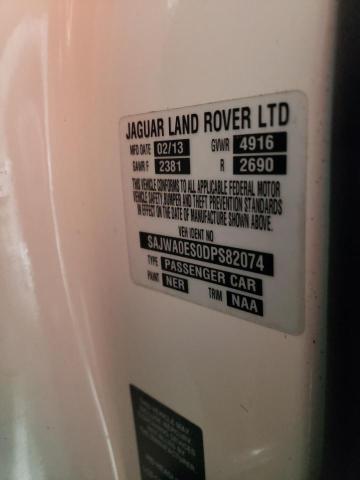 JAGUAR LAND ROVER LTD
MFD DATE 02/13 GVWR 4916
GAWR F 2381 R 2690
THIS VEHICLE CONFORMS TO ALL APPLICABLE FEDERAL MOTOR
VEHICLE SAFETY BUMPER AND THEFT PREVENTION STANDARDS
IN EFFECT ON THE DATE OF MANUFACTURE SHOWN ABOVE.
VEH IDENT NO
SAJWA0ES0DPS82074
TYPE PASSENGER CAR
PAINT NER TRIM NAA